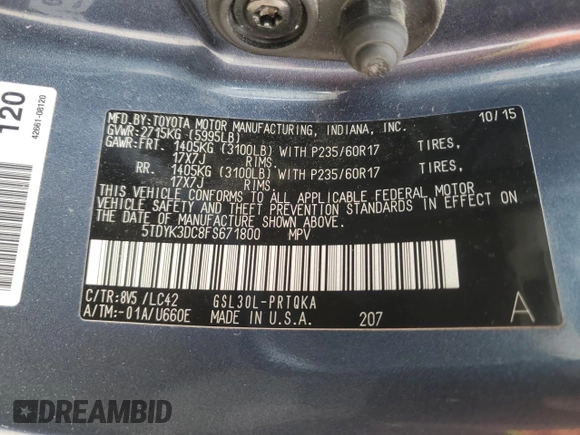 120
42661-08120
MFD.BY:TOYOTA MOTOR MANUFACTURING, INDIANA, INC. 10/15
GVWR:2715KG (5995LB)
GAWR:FRT. 1405KG (3100LB) WITH P235/60R17 TIRES,
17X7J RIMS.
RR. 1405KG (3100LB) WITH P235/60R17 TIRES,
17X7J RIMS.
THIS VEHICLE CONFORMS TO ALL APPLICABLE FEDERAL MOTOR
VEHICLE SAFETY AND THEFT PREVENTION STANDARDS IN EFFECT ON
THE DATE OF MANUFACTURE SHOWN ABOVE.
5TDYK3DC8FS671800 MPV
C/TR:8V5 /LC42 GSL30L-PRTQKA
A/TM:-01A/U660E MADE IN U.S.A. 207 A
DREAMBID